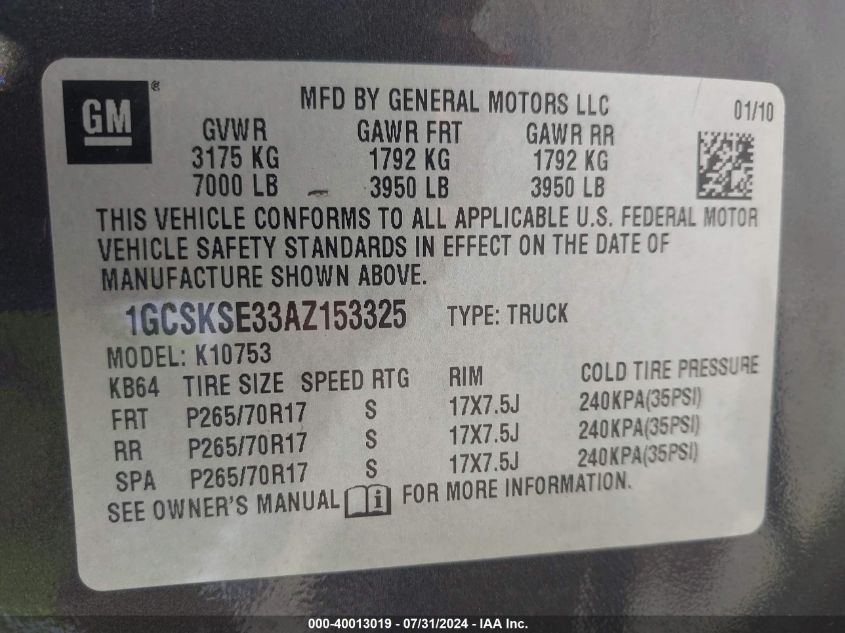 GM ®
MFD BY GENERAL MOTORS LLC
01/10
GVWR GAWR FRT GAWR RR
3175 KG 1792 KG 1792 KG
7000 LB 3950 LB 3950 LB
THIS VEHICLE CONFORMS TO ALL APPLICABLE U.S. FEDERAL MOTOR
VEHICLE SAFETY STANDARDS IN EFFECT ON THE DATE OF
MANUFACTURE SHOWN ABOVE.
1GCSKSE33AZ153325 TYPE: TRUCK
MODEL: K10753
KB64 TIRE SIZE SPEED RTG RIM COLD TIRE PRESSURE
FRT P265/70R17 S 17X7.5J 240KPA(35PSI)
RR P265/70R17 S 17X7.5J 240KPA(35PSI)
SPA P265/70R17 S 17X7.5J 240KPA(35PSI)
SEE OWNER'S MANUAL i FOR MORE INFORMATION.
000-40013019 - 07/31/2024 - IAA Inc.